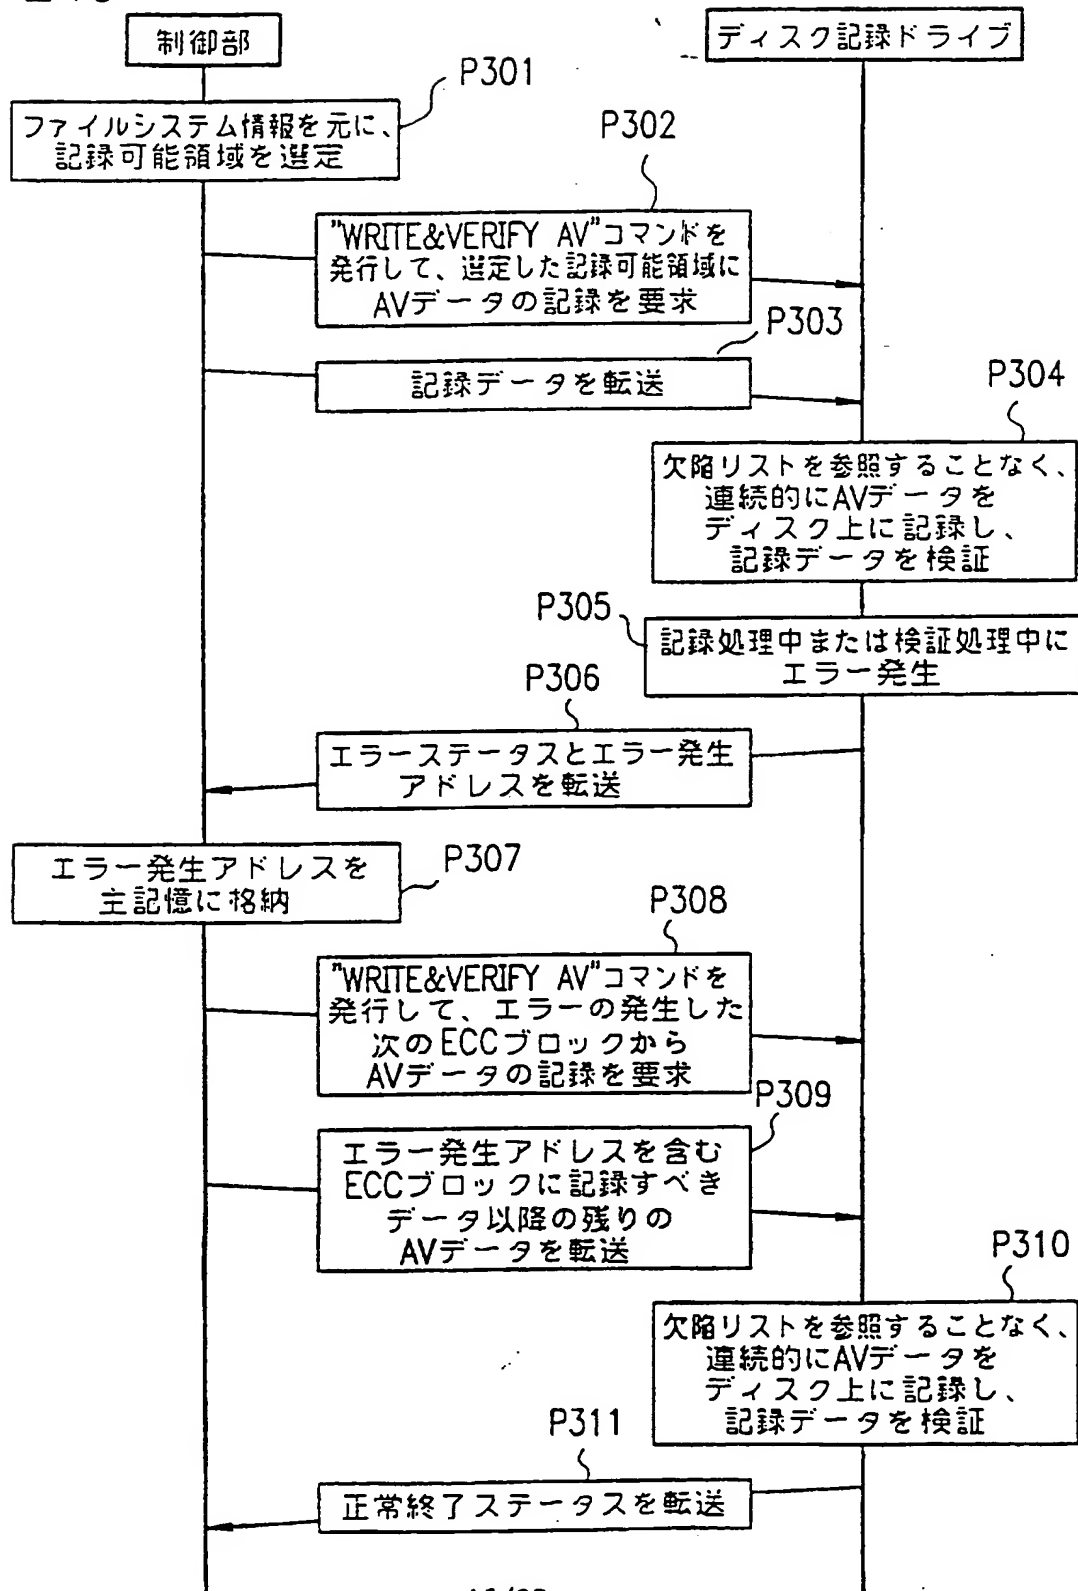 制御部
ディスク記録ドライブ
P301
ファイルシステム情報を元に、
記録可能領域を選定
P302
"WRITE&VERIFY AV"コマンドを
発行して、選定した記録可能領域に
AVデータの記録を要求
P303
記録データを転送
P304
欠陥リストを参照することなく、
連続的にAVデータを
ディスク上に記録し、
記録データを検証
P305
記録処理中または検証処理中に
エラー発生
P306
エラーステータスとエラー発生
アドレスを転送
P307
エラー発生アドレスを
主記憶に格納
P308
"WRITE&VERIFY AV"コマンドを
発行して、エラーの発生した
次のECCブロックから
AVデータの記録を要求
P309
エラー発生アドレスを含む
ECCブロックに記録すべき
データ以降の残りの
AVデータを転送
P310
欠陥リストを参照することなく、
連続的にAVデータを
ディスク上に記録し、
記録データを検証
P311
正常終了ステータスを転送